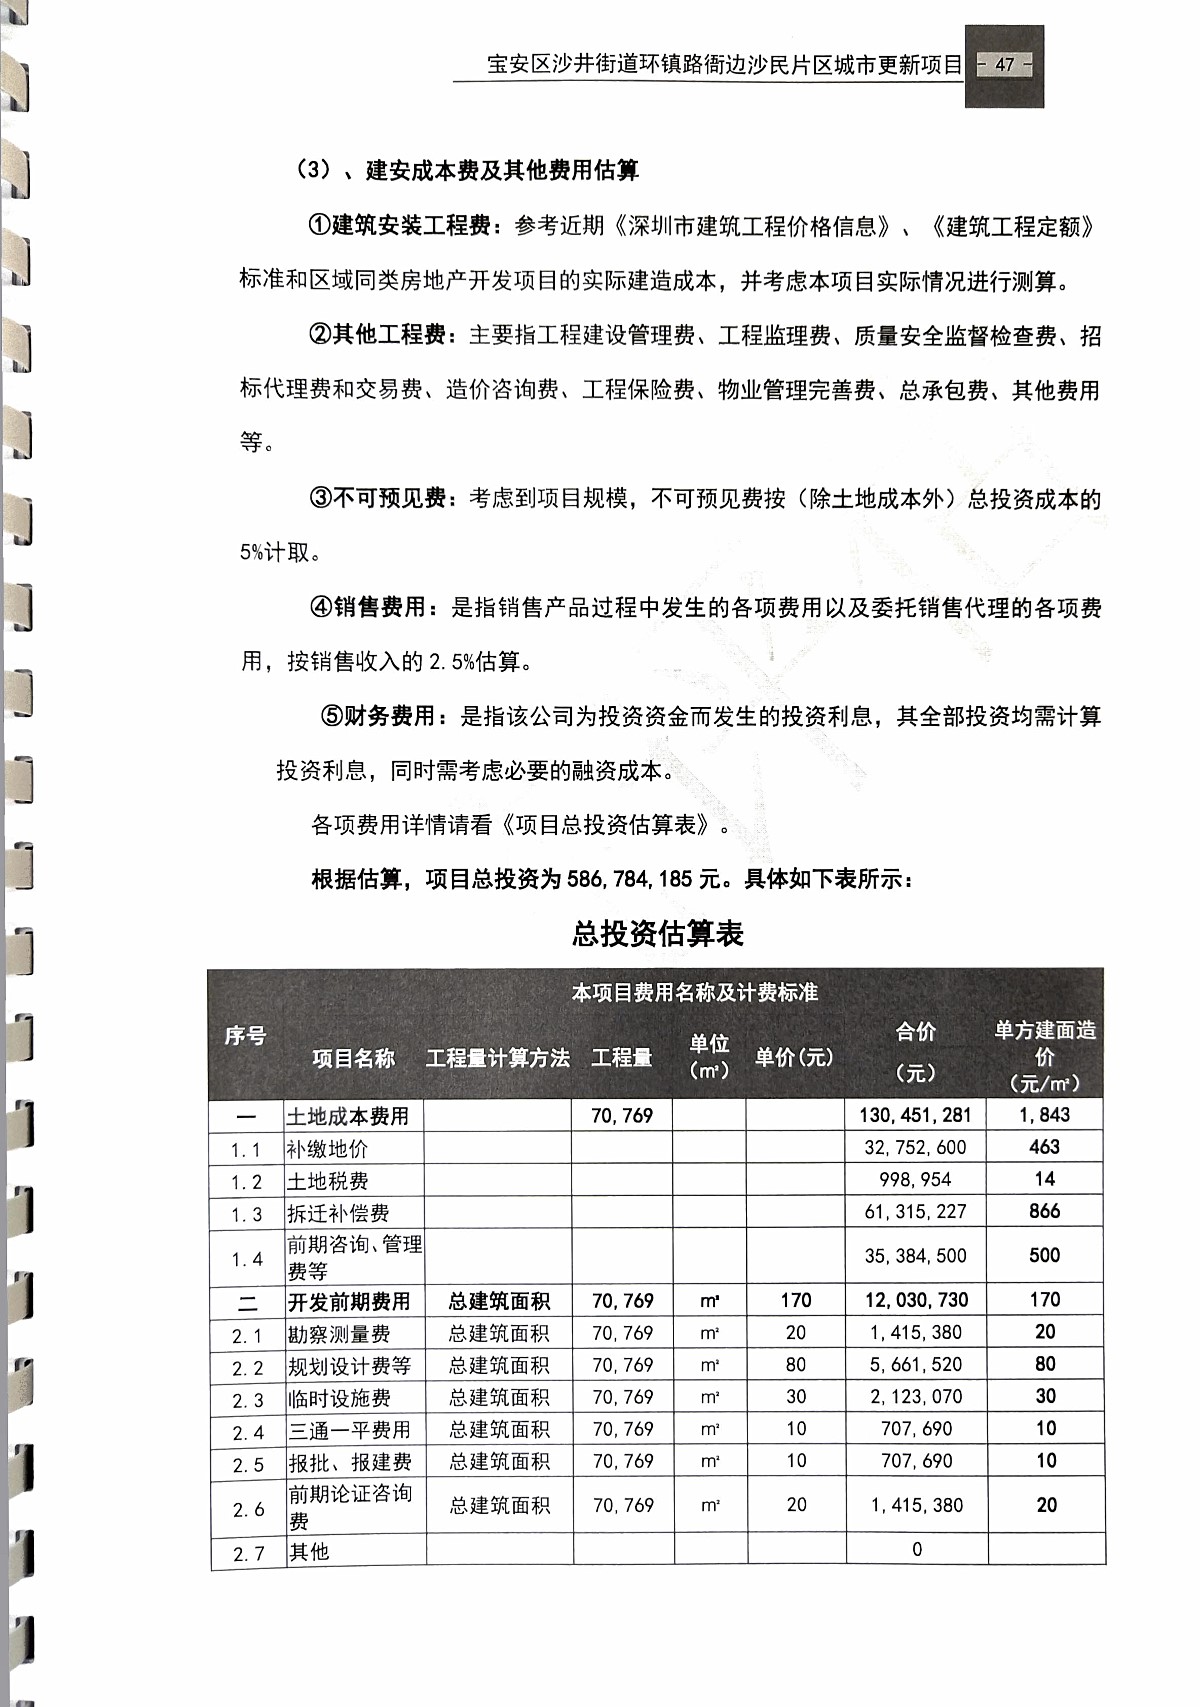 宝安区沙井街道环镇路衙边沙民片区城市更新项目 - 47 -
（3）、建安成本费及其他费用估算
①建筑安装工程费：参考近期《深圳市建筑工程价格信息》、《建筑工程定额》
标准和区域同类房地产开发项目的实际建造成本，并考虑本项目实际情况进行测算。
②其他工程费：主要指工程建设管理费、工程监理费、质量安全监督检查费、招
标代理费和交易费、造价咨询费、工程保险费、物业管理完善费、总承包费、其他费用
等。
③不可预见费：考虑到项目规模，不可预见费按（除土地成本外）总投资成本的
5%计取。
④销售费用：是指销售产品过程中发生的各项费用以及委托销售代理的各项费
用，按销售收入的 2.5%估算。
⑤财务费用：是指该公司为投资资金而发生的投资利息，其全部投资均需计算
投资利息，同时需考虑必要的融资成本。
各项费用详情请看《项目总投资估算表》。
根据估算，项目总投资为 586,784,185 元。具体如下表所示：
总投资估算表
本项目费用名称及计费标准
序号 项目名称 工程量计算方法 工程量 单位（㎡） 单价(元) 合价（元） 单方建面造价（元/㎡）
一 土地成本费用 70,769 130,451,281 1,843
1.1 补缴地价 32,752,600 463
1.2 土地税费 998,954 14
1.3 拆迁补偿费 61,315,227 866
1.4 前期咨询、管理费等 35,384,500 500
二 开发前期费用 总建筑面积 70,769 ㎡ 170 12,030,730 170
2.1 勘察测量费 总建筑面积 70,769 ㎡ 20 1,415,380 20
2.2 规划设计费等 总建筑面积 70,769 ㎡ 80 5,661,520 80
2.3 临时设施费 总建筑面积 70,769 ㎡ 30 2,123,070 30
2.4 三通一平费用 总建筑面积 70,769 ㎡ 10 707,690 10
2.5 报批、报建费 总建筑面积 70,769 ㎡ 10 707,690 10
2.6 前期论证咨询费 总建筑面积 70,769 ㎡ 20 1,415,380 20
2.7 其他 0